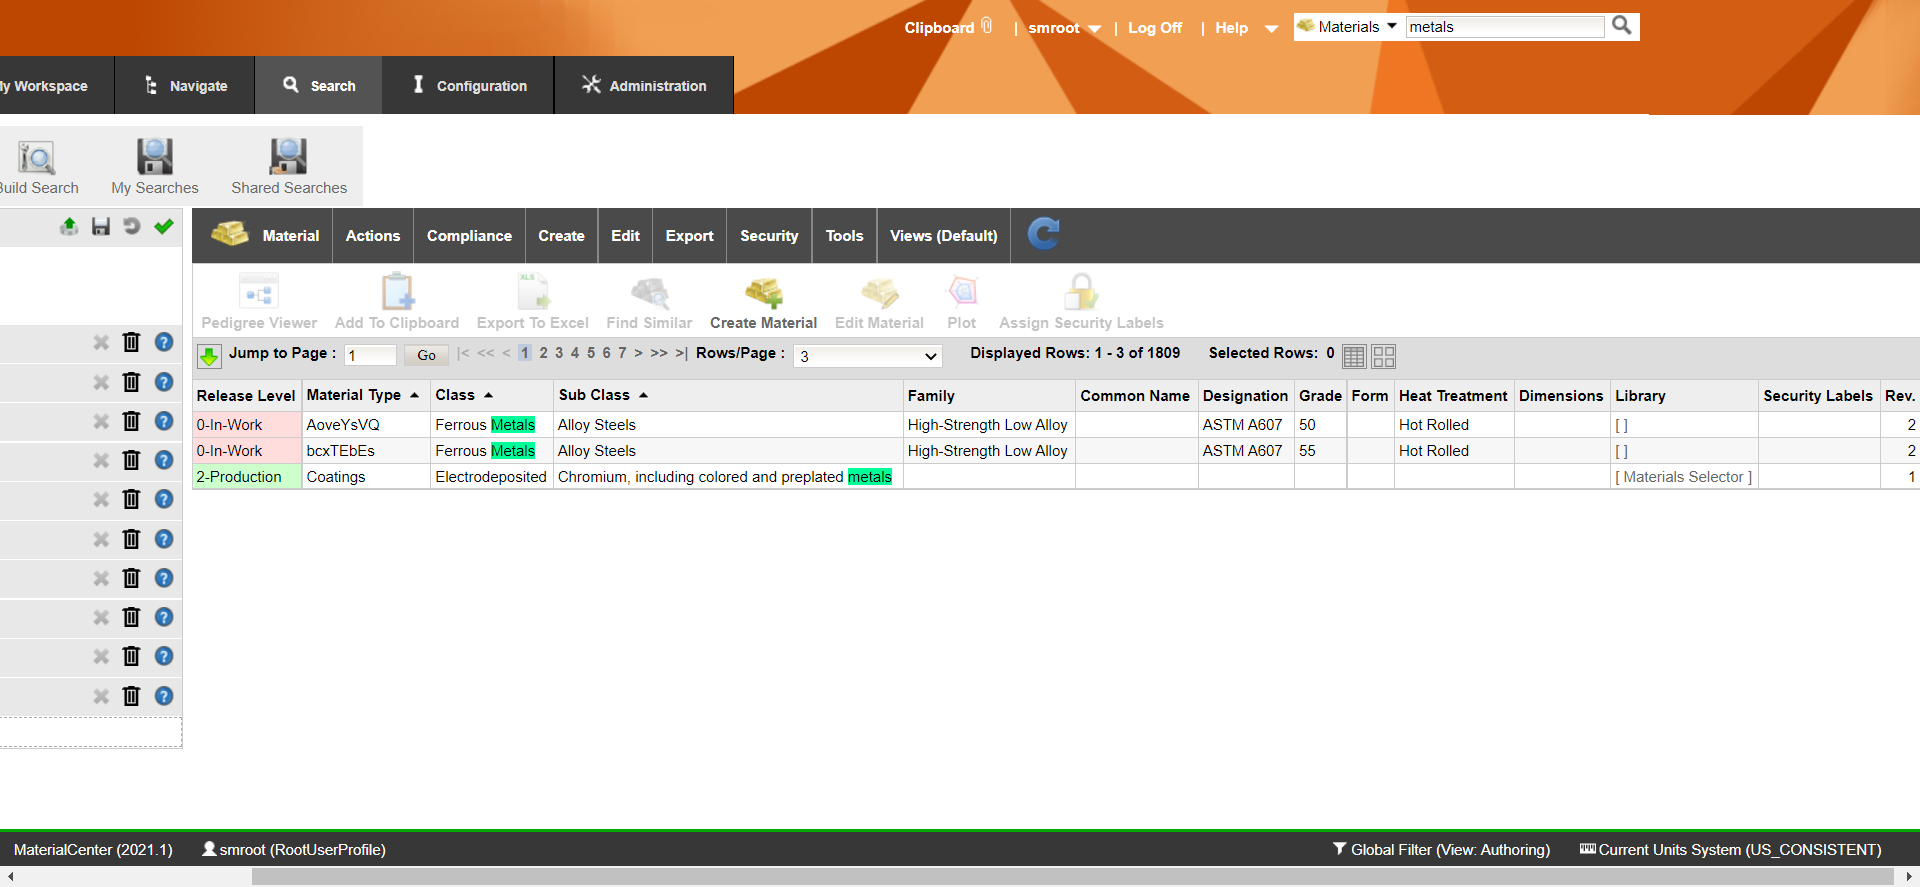 Clipboard | smroot | Log Off | Help Materials metals
y Workspace Navigate Search Configuration Administration
uild Search My Searches Shared Searches
Material Actions Compliance Create Edit Export Security Tools Views (Default)
Pedigree Viewer Add To Clipboard Export To Excel Find Similar Create Material Edit Material Plot Assign Security Labels
Jump to Page : 1 Go |< << < 1 2 3 4 5 6 7 > >> >| Rows/Page : 3 Displayed Rows: 1 - 3 of 1809 Selected Rows: 0
Release Level Material Type Class Sub Class Family Common Name Designation Grade Form Heat Treatment Dimensions Library Security Labels Rev.
0-In-Work AoveYsVQ Ferrous Metals Alloy Steels High-Strength Low Alloy ASTM A607 50 Hot Rolled [ ] 2
0-In-Work bcxTEbEs Ferrous Metals Alloy Steels High-Strength Low Alloy ASTM A607 55 Hot Rolled [ ] 2
2-Production Coatings Electrodeposited Chromium, including colored and preplated metals [ Materials Selector ] 1
MaterialCenter (2021.1) smroot (RootUserProfile) Global Filter (View: Authoring) Current Units System (US_CONSISTENT)